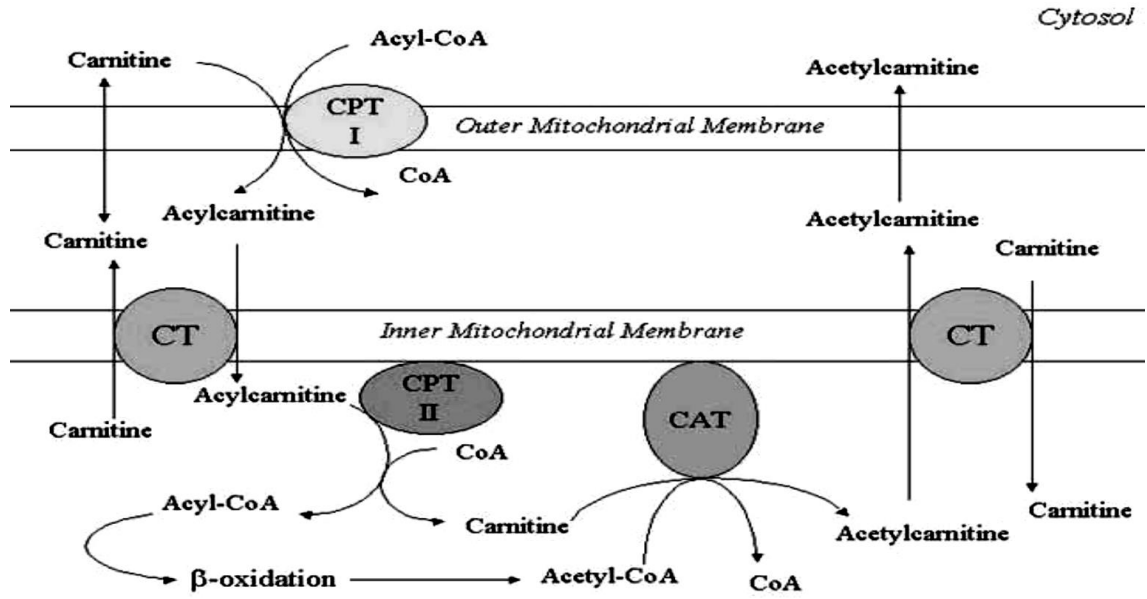 Cytosol
Carnitine
Acyl-CoA
Acetylcarnitine
CPT
I
Outer Mitochondrial Membrane
CoA
Acylcarnitine
Acetylcarnitine
Carnitine
Carnitine
CT
Inner Mitochondrial Membrane
CT
Acylcarnitine
CPT
II
CAT
Carnitine
CoA
Acyl-CoA
Carnitine
Acetylcarnitine
Carnitine
β-oxidation
Acetyl-CoA
CoA